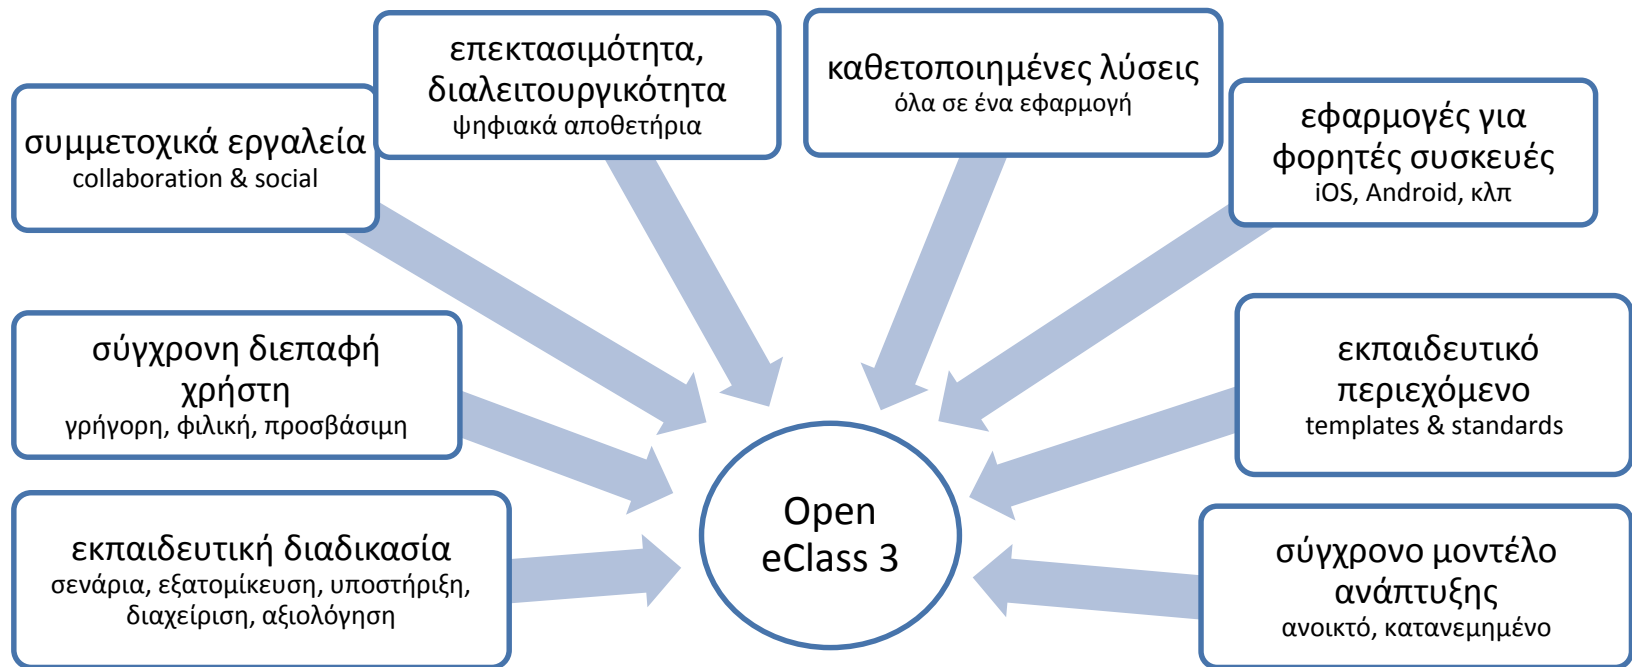 επεκτασιμότητα,
διαλειτουργικότητα
ψηφιακά αποθετήρια
καθετοποιημένες λύσεις
όλα σε ένα εφαρμογή
συμμετοχικά εργαλεία
collaboration & social
εφαρμογές για
φορητές συσκευές
iOS, Android, κλπ
σύγχρονη διεπαφή
χρήστη
γρήγορη, φιλική, προσβάσιμη
εκπαιδευτικό
περιεχόμενο
templates & standards
εκπαιδευτική διαδικασία
σενάρια, εξατομίκευση, υποστήριξη,
διαχείριση, αξιολόγηση
Open
eClass 3
σύγχρονο μοντέλο
ανάπτυξης
ανοικτό, κατανεμημένο